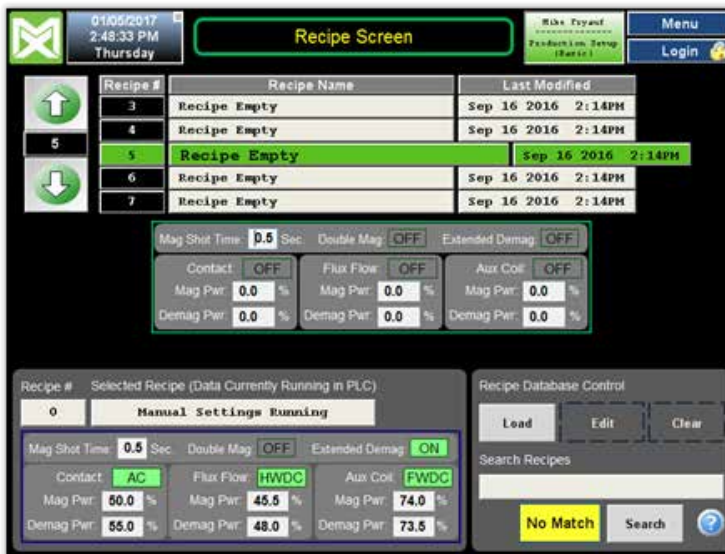 01/05/2017
2:48:33 PM
Thursday
Recipe Screen
Mike Tryant
Production Setup
(Basic)
Menu
Login
Recipe # Recipe Name Last Modified
3 Recipe Empty Sep 16 2016 2:14PM
4 Recipe Empty Sep 16 2016 2:14PM
5
5 Recipe Empty Sep 16 2016 2:14PM
6 Recipe Empty Sep 16 2016 2:14PM
7 Recipe Empty Sep 16 2016 2:14PM
Mag Shot Time: 0.5 Sec Double Mag: OFF Extended Demag: OFF
Contact: OFF Flux Flow: OFF Aux Coil: OFF
Mag Pwr: 0.0 % Mag Pwr: 0.0 % Mag Pwr: 0.0 %
Demag Pwr: 0.0 % Demag Pwr: 0.0 % Demag Pwr: 0.0 %
Recipe # Selected Recipe (Data Currently Running in PLC)
0 Manual Settings Running
Mag Shot Time: 0.5 Sec Double Mag: OFF Extended Demag: ON
Contact: AC Flux Flow: HWDC Aux Coil: FWDC
Mag Pwr: 50.0 % Mag Pwr: 45.5 % Mag Pwr: 74.0 %
Demag Pwr: 55.0 % Demag Pwr: 48.0 % Demag Pwr: 73.5 %
Recipe Database Control
Load Edit Clear
Search Recipes
No Match Search ?